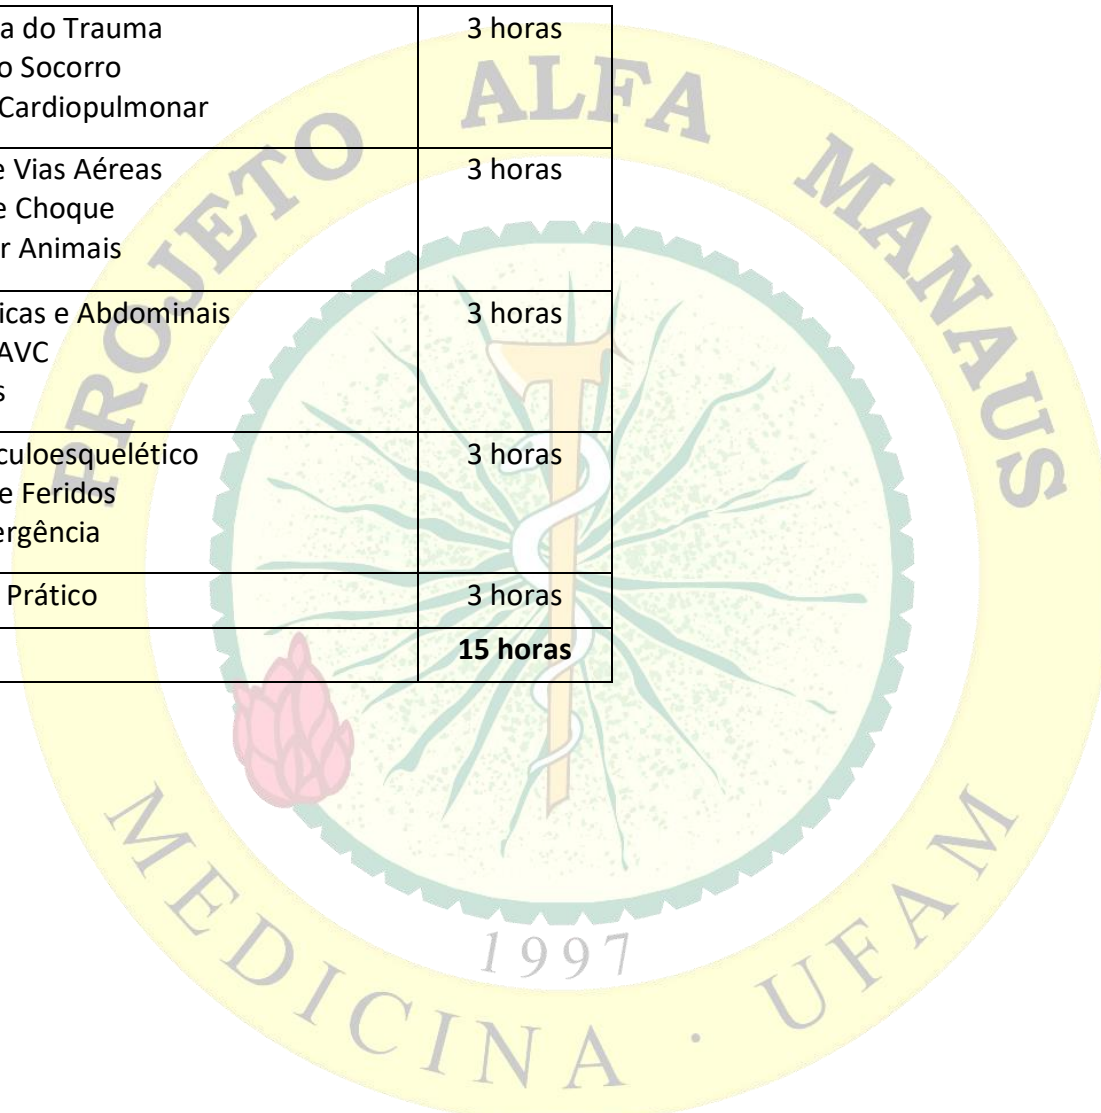 a do Trauma 3 horas
o Socorro
Cardiopulmonar
e Vias Aéreas 3 horas
e Choque
r Animais
icas e Abdominais 3 horas
AVC
s
culoesquelético 3 horas
e Feridos
ergência
Prático 3 horas
15 horas
PROJETO ALFA MANAUS
1997
MEDICINA · UFAM